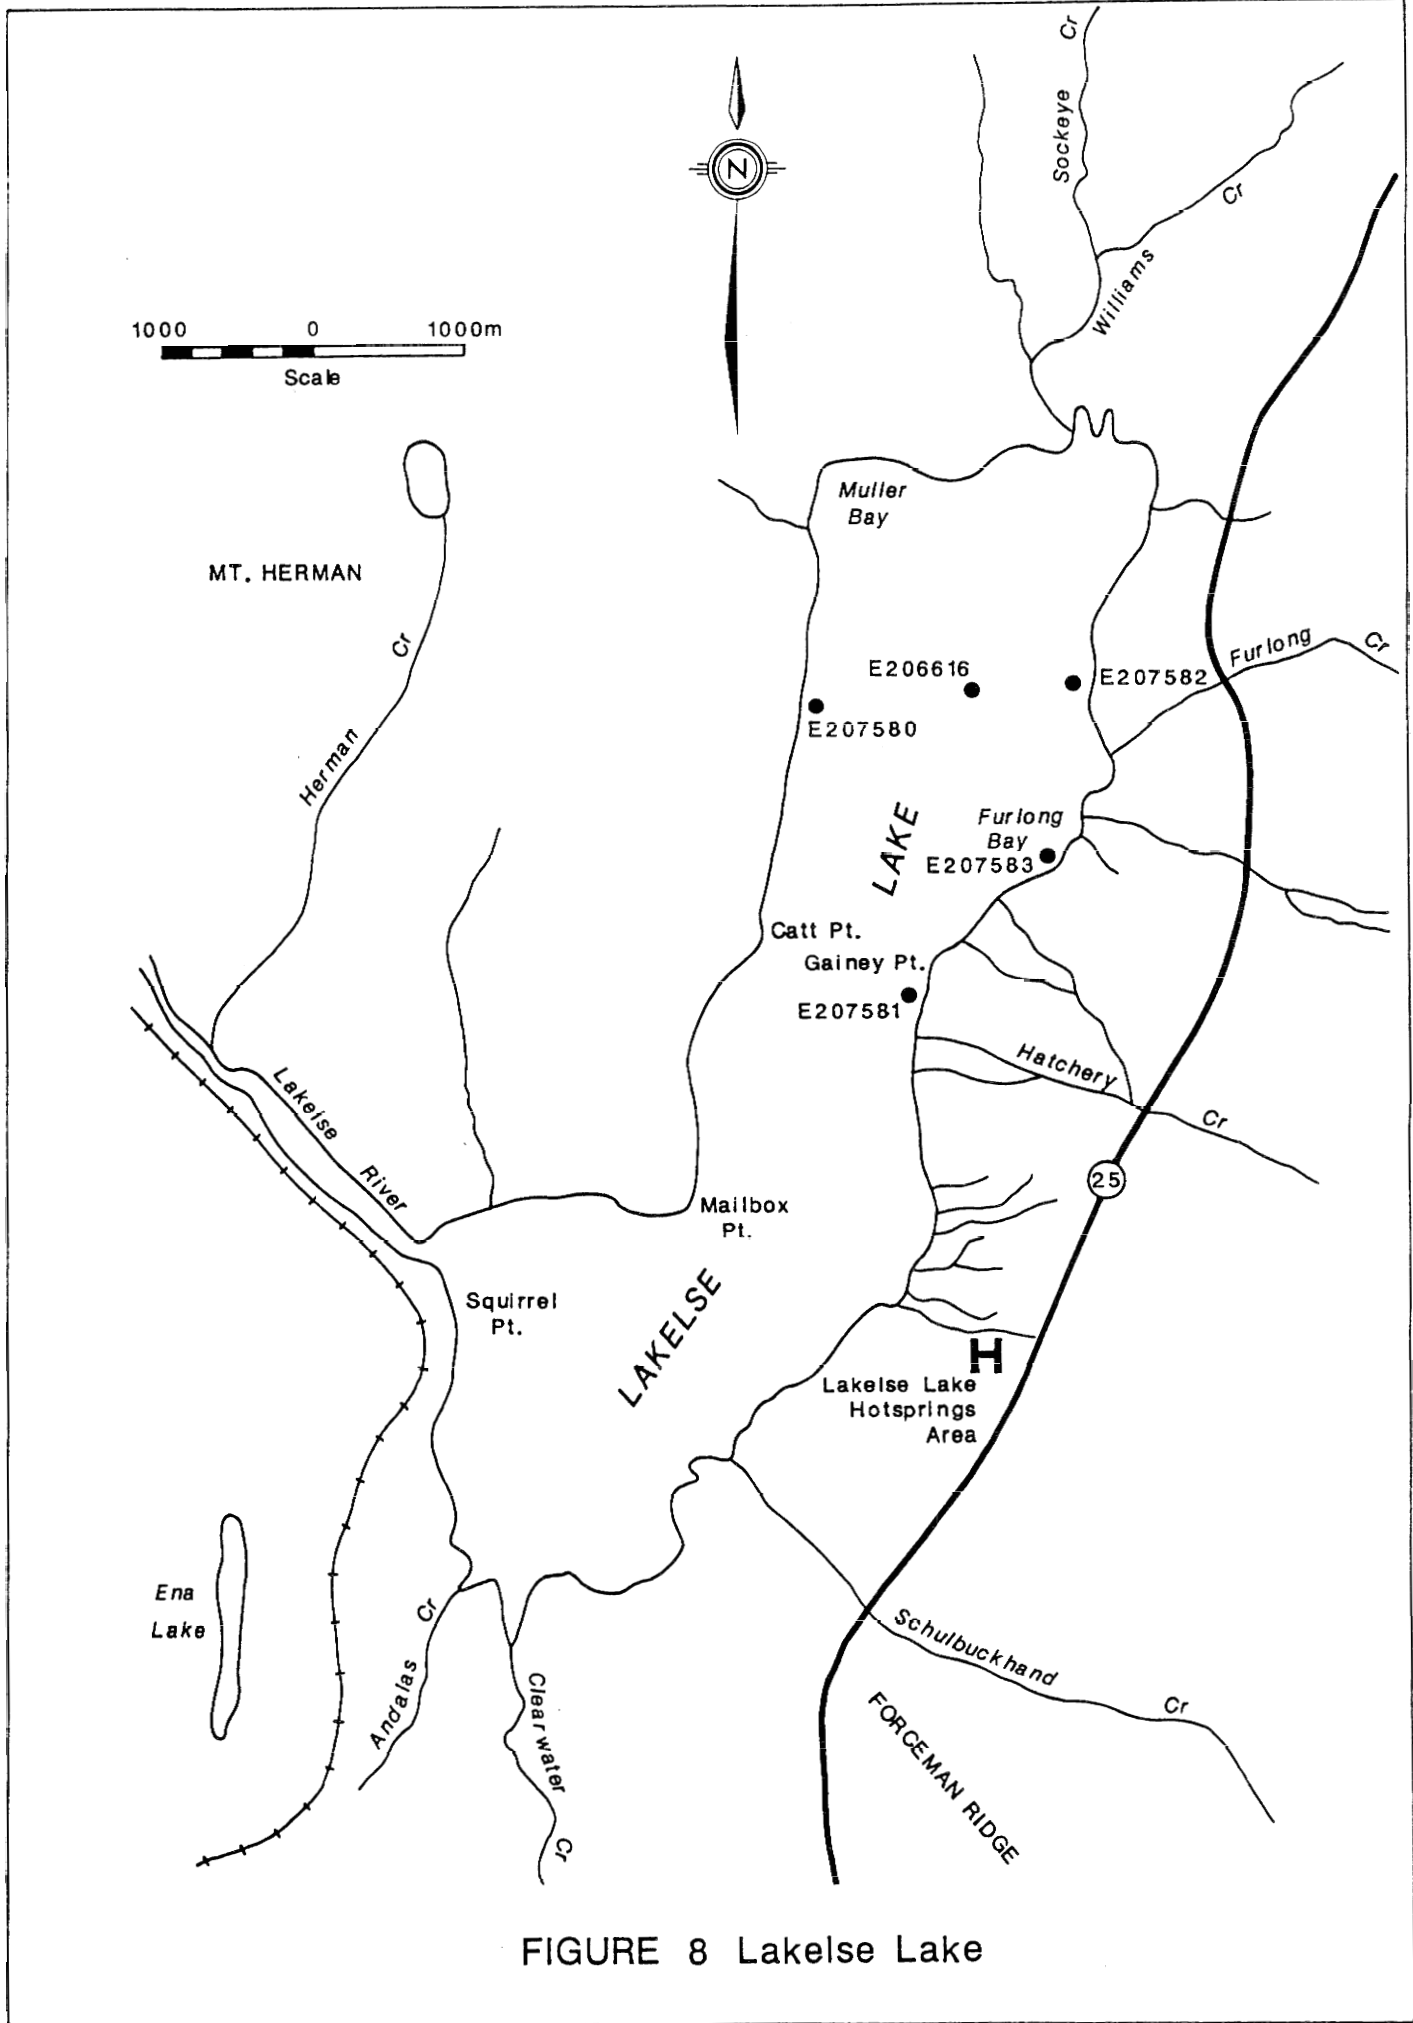 Cr
Sockeye
Cr
Williams
N
1000 0 1000m
Scale
Muller
Bay
MT. HERMAN
Cr
Herman
Furlong
Cr
E206616
E207582
E207580
LAKE
Furlong
Bay
E207583
Catt Pt.
Gainey Pt.
E207581
Hatchery
Cr
Lakelse
River
25
Mailbox
Pt.
Squirrel
Pt.
LAKELSE
H
Lakelse Lake
Hotsprings
Area
Ena
Lake
Cr
Andalas
Clearwater
Cr
Schulbuckhand
Cr
FORCEMAN RIDGE
FIGURE 8 Lakelse Lake